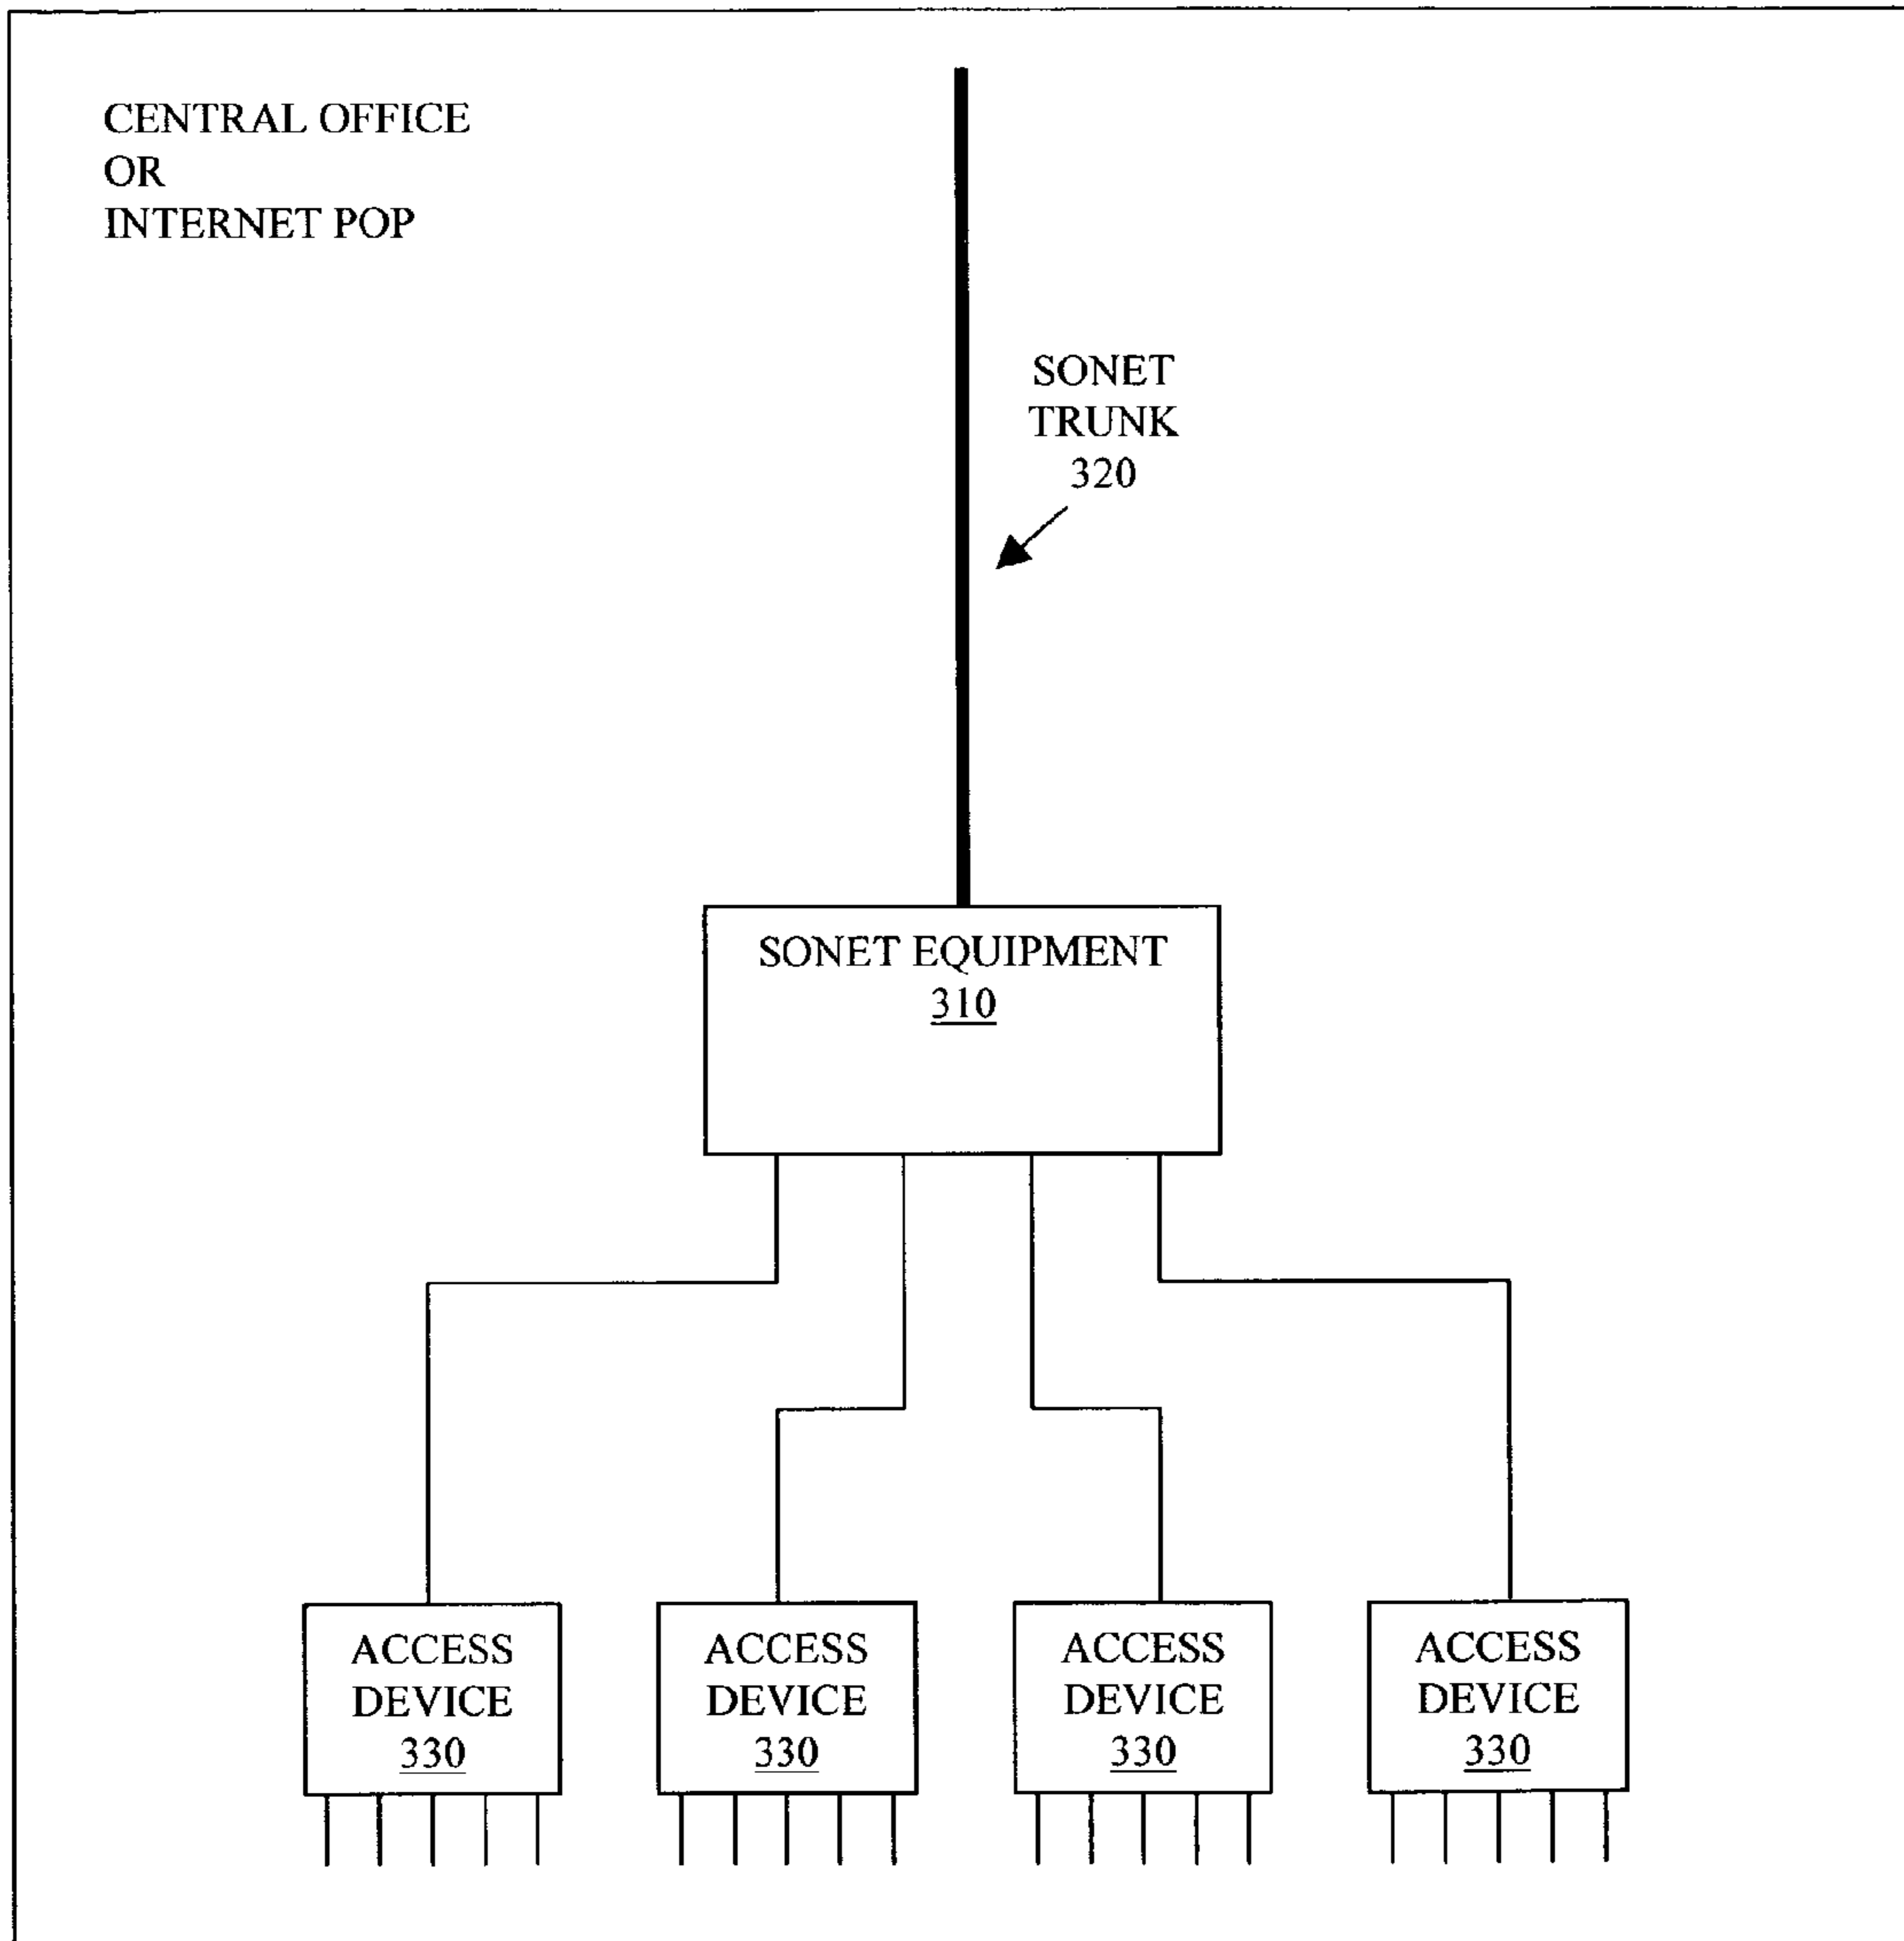 CENTRAL OFFICE
OR
INTERNET POP
SONET
TRUNK
320
SONET EQUIPMENT
310
ACCESS
DEVICE
330
ACCESS
DEVICE
330
ACCESS
DEVICE
330
ACCESS
DEVICE
330